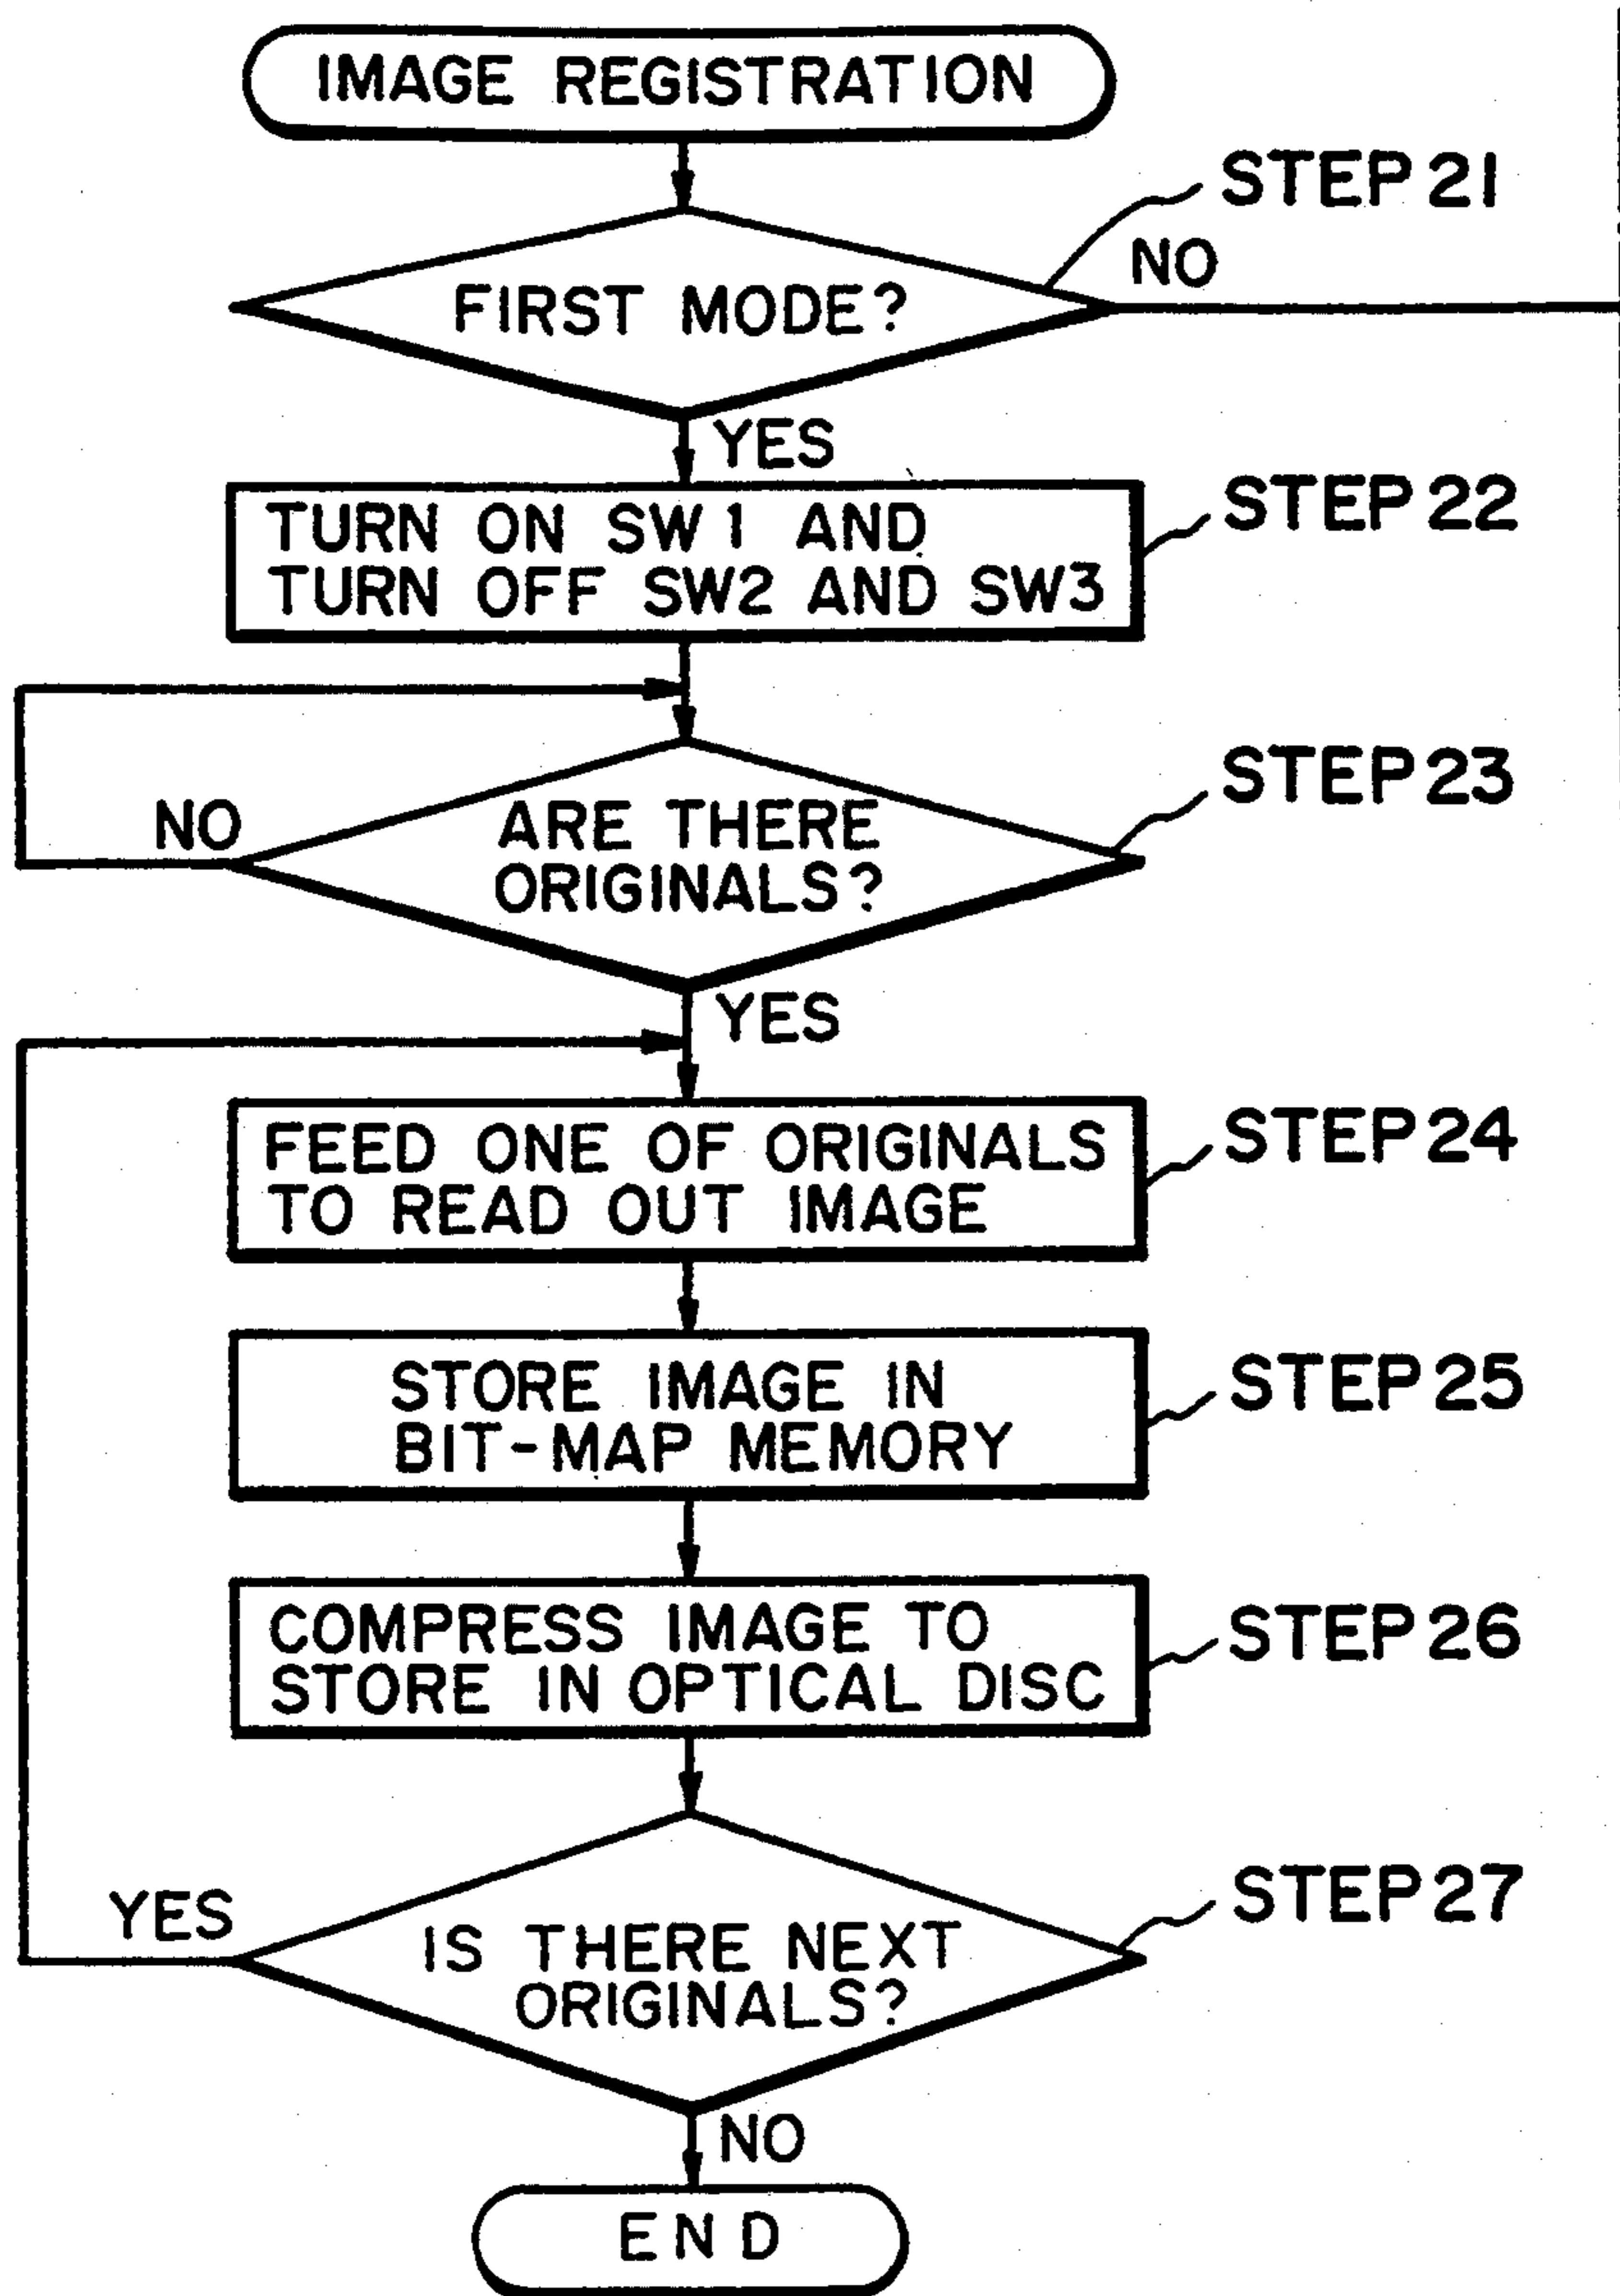 IMAGE REGISTRATION
STEP 21
FIRST MODE?
NO
YES
TURN ON SW1 AND
TURN OFF SW2 AND SW3
STEP 22
STEP 23
ARE THERE
ORIGINALS?
NO
YES
FEED ONE OF ORIGINALS
TO READ OUT IMAGE
STEP 24
STORE IMAGE IN
BIT-MAP MEMORY
STEP 25
COMPRESS IMAGE TO
STORE IN OPTICAL DISC
STEP 26
STEP 27
YES
IS THERE NEXT
ORIGINALS?
NO
END